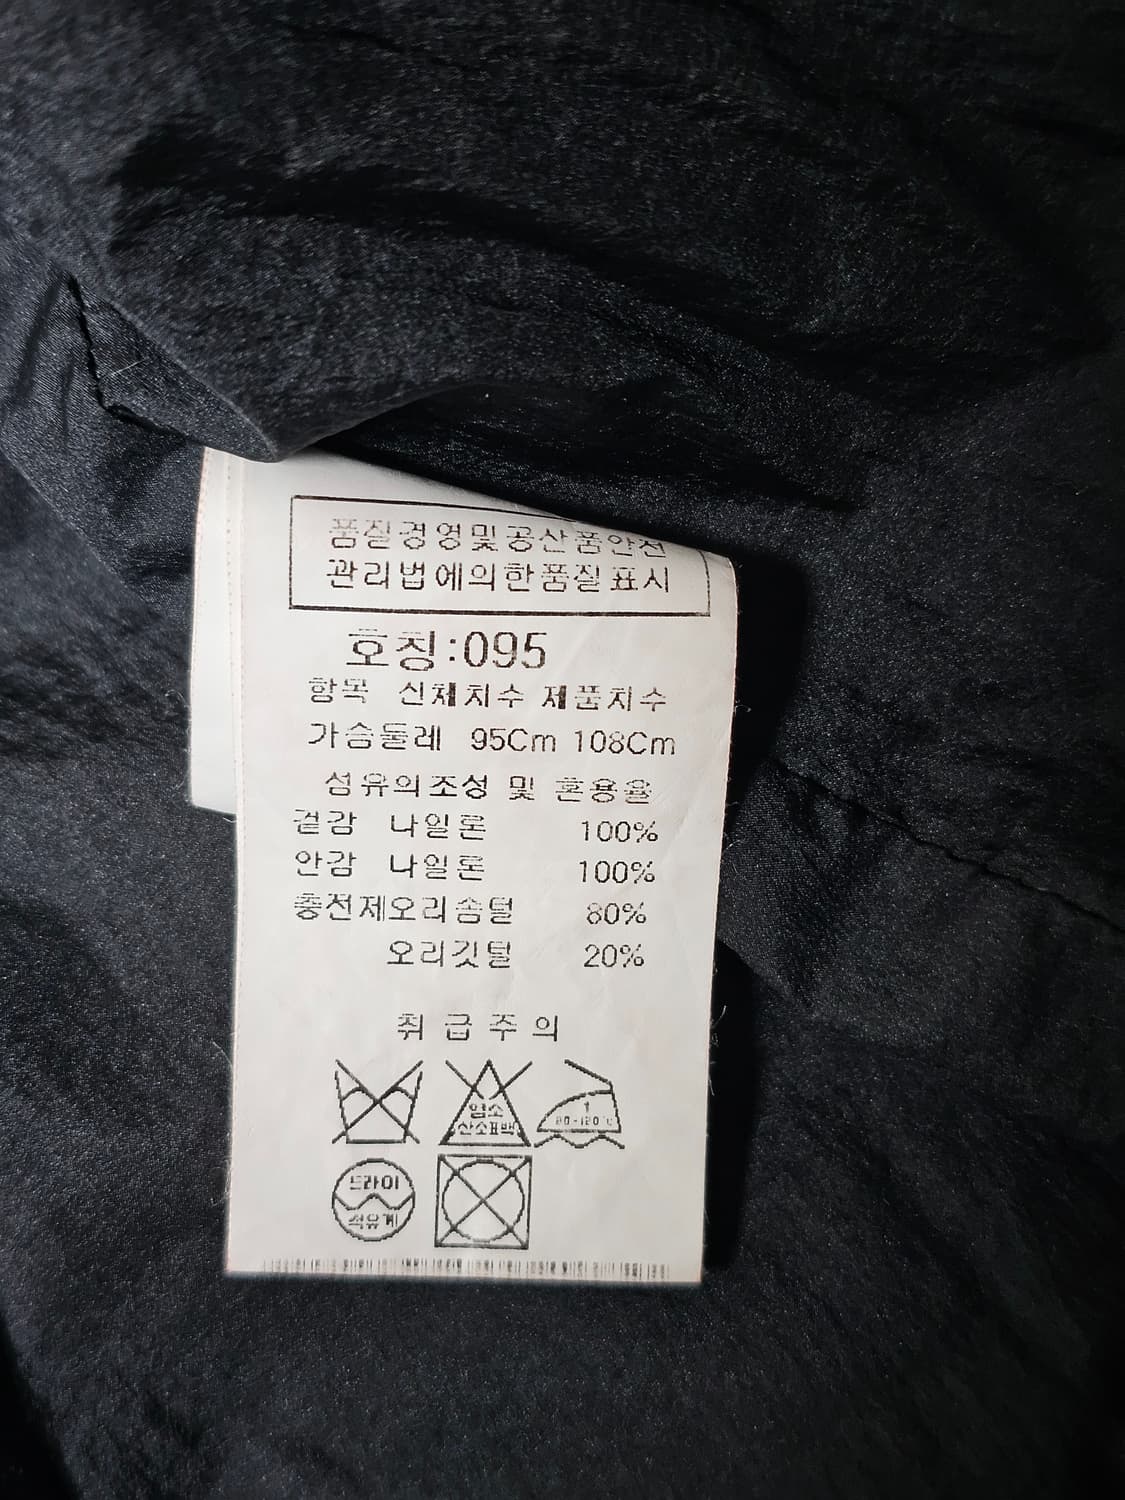 품질경영및공산품안전
관리법에의한품질표시
호칭:095
항목 신체치수 제품치수
가슴둘레 95Cm 108Cm
섬유의조성 및 혼용율
겉감 나일론 100%
안감 나일론 100%
충전제오리솜털 80%
오리깃털 20%
취급주의
염소
산소표백
1
80-120℃
드라이
석유계